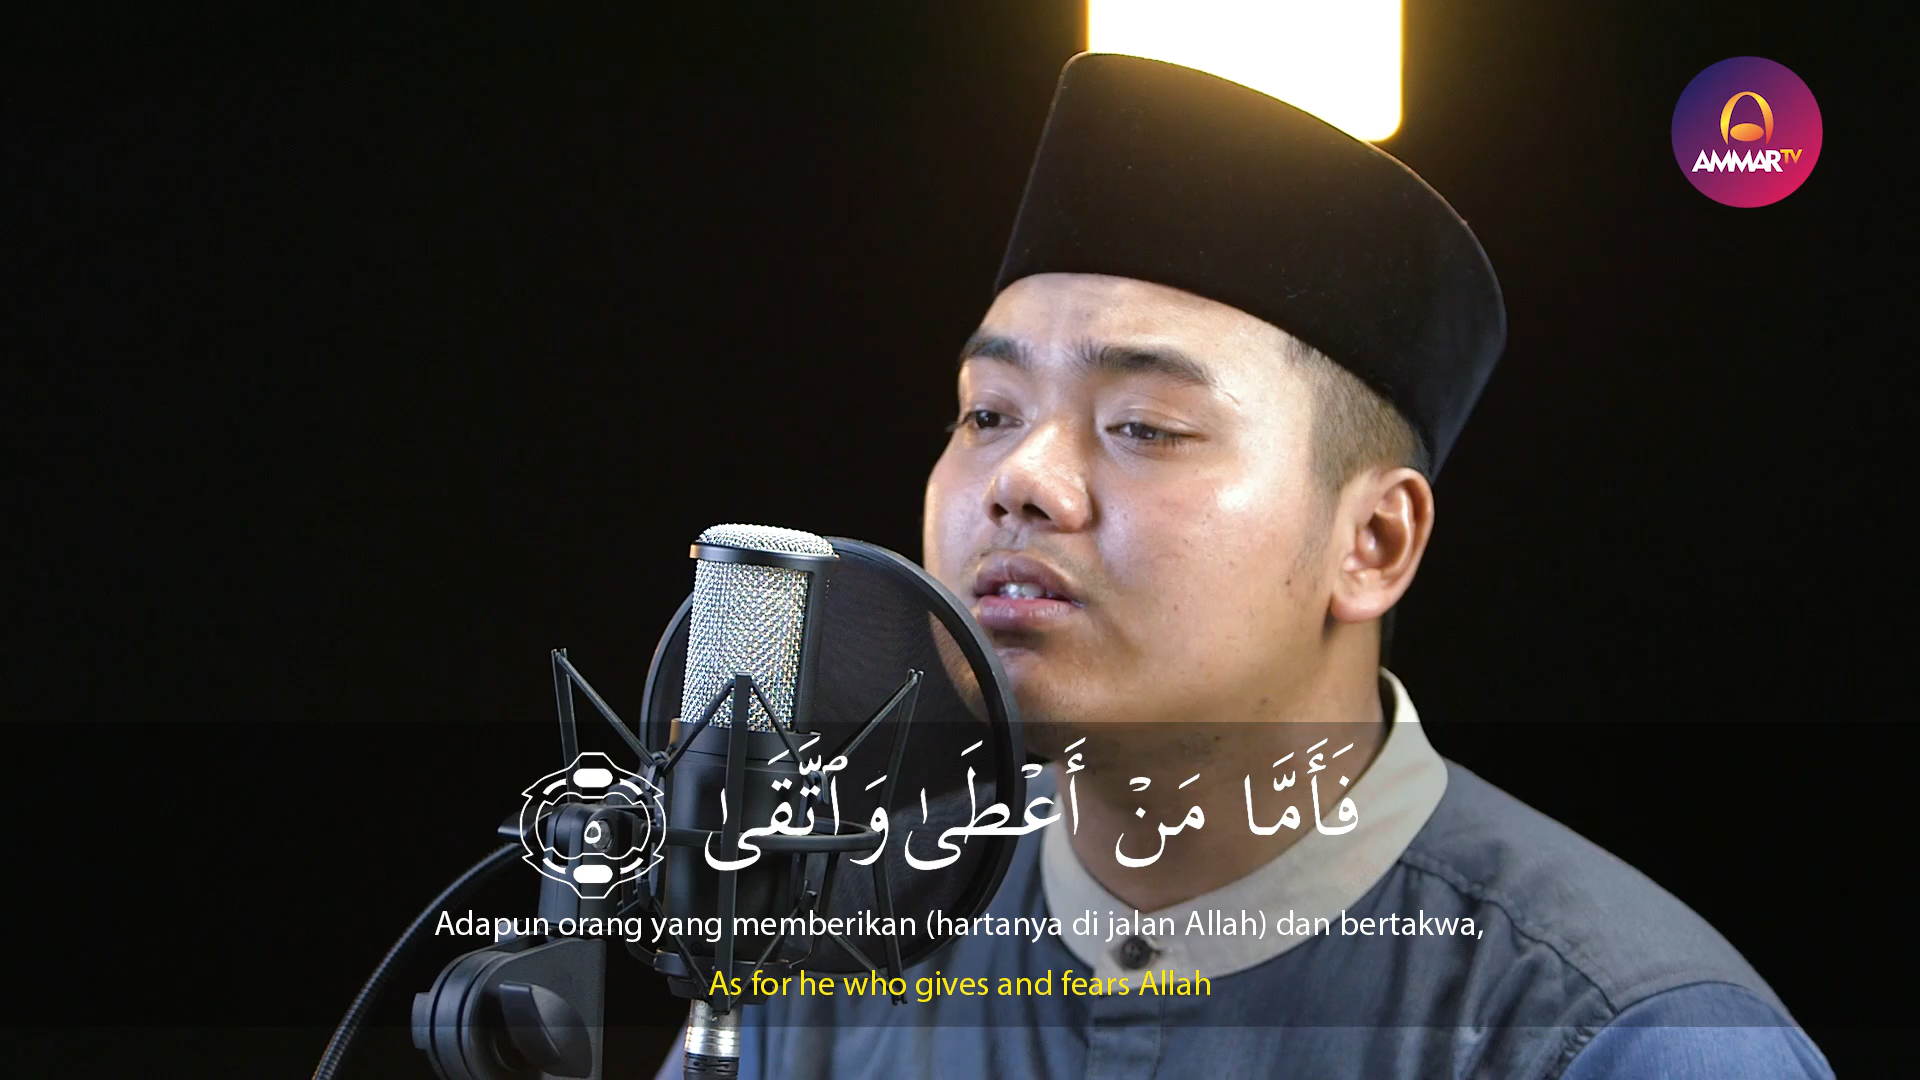 AMMARTV
فَأَمَّا مَنْ أَعْطَىٰ وَٱتَّقَىٰ ٥
Adapun orang yang memberikan (hartanya di jalan Allah) dan bertakwa,
As for he who gives and fears Allah